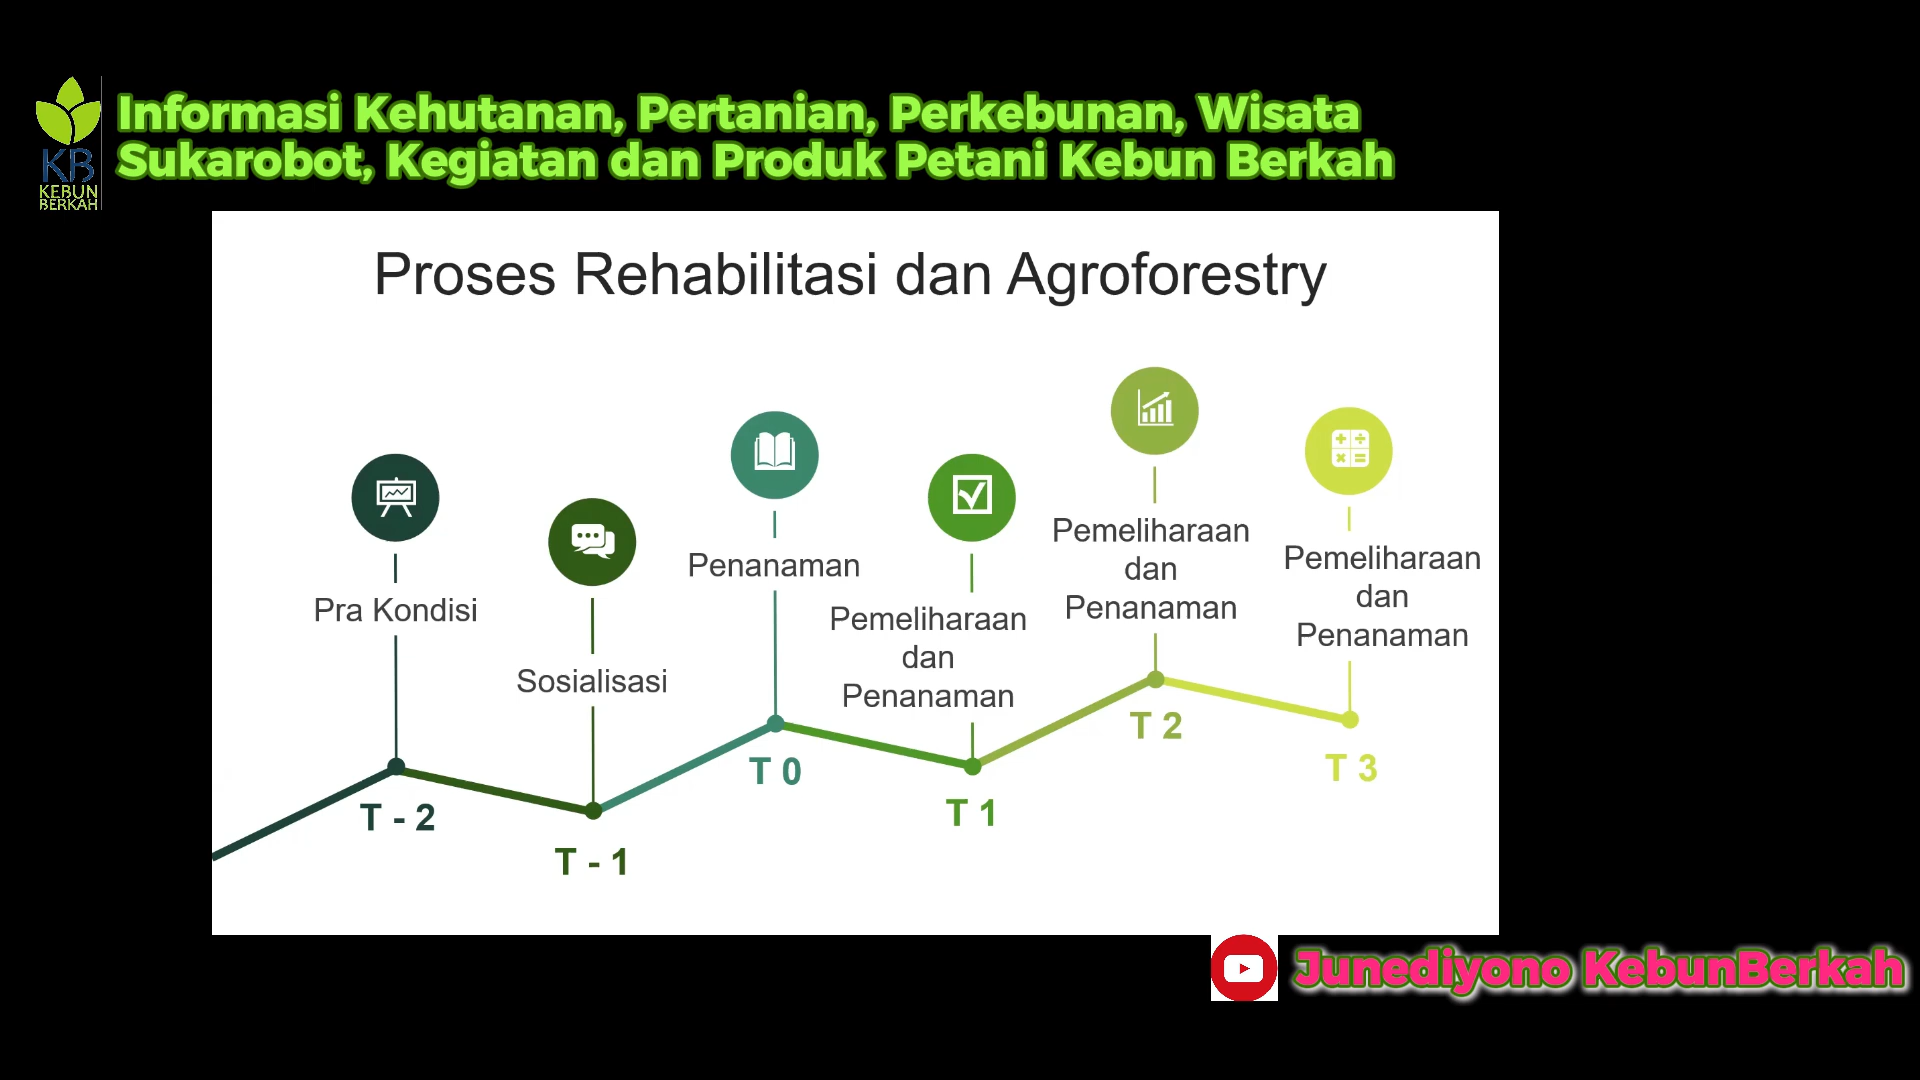 Informasi Kehutanan, Pertanian, Perkebunan, Wisata
Sukarobot, Kegiatan dan Produk Petani Kebun Berkah
KB
KEBUN
BERKAH
Proses Rehabilitasi dan Agroforestry
Pra Kondisi
T - 2
Sosialisasi
T - 1
Penanaman
T 0
Pemeliharaan
dan
Penanaman
T 1
Pemeliharaan
dan
Penanaman
T 2
Pemeliharaan
dan
Penanaman
T 3
Junediyono KebunBerkah